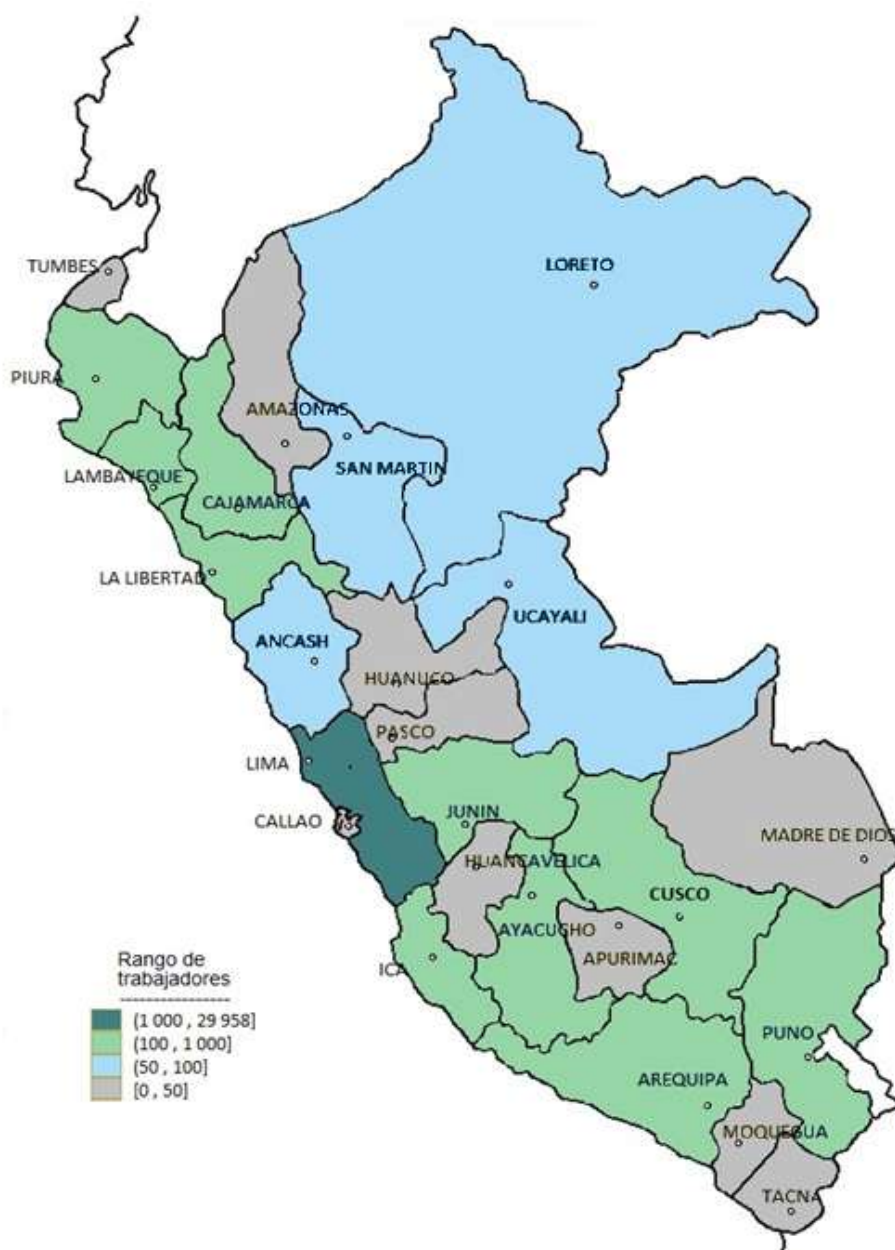 LORETO
TUMBES
PIURA
AMAZONAS
SAN MARTIN
LAMBAYEQUE
CAJAMARCA
LA LIBERTAD
UCAYALI
ANCASH
HUANUCO
PASCO
LIMA
CALLAO
JUNIN
MADRE DE DIOS
HUANCAVELICA
CUSCO
AYACUCHO
APURIMAC
ICA
PUNO
AREQUIPA
MOQUEGUA
TACNA
Rango de
trabajadores
----------------
(1 000 , 29 958]
(100 , 1 000]
(50 , 100]
[0 , 50]